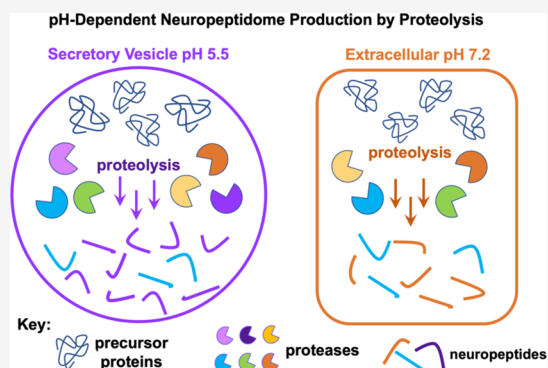 pH-Dependent Neuropeptidome Production by Proteolysis
Secretory Vesicle pH 5.5
Extracellular pH 7.2
proteolysis
proteolysis
Key:
precursor
proteins
proteases
neuropeptides